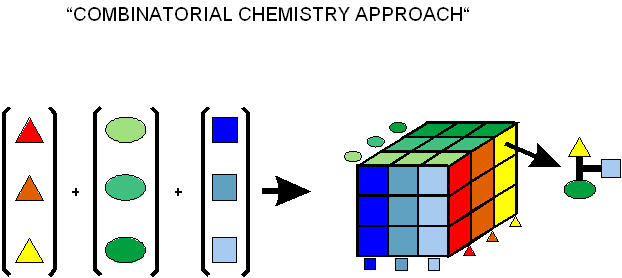 “COMBINATORIAL CHEMISTRY APPROACH“
+ +